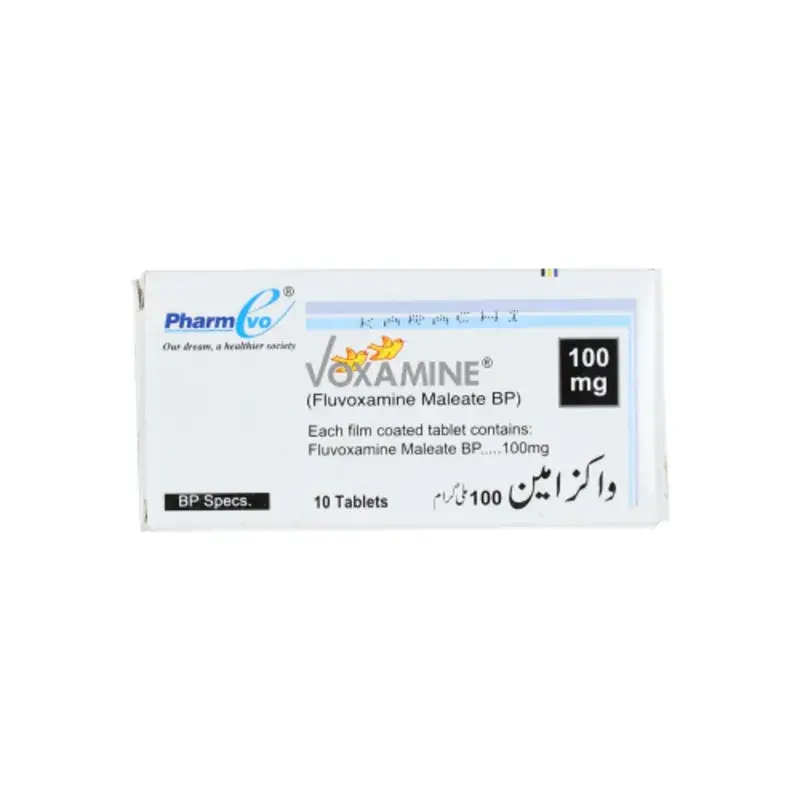 Pharmevo®
Our dream, a healthier society
KARACHI
VOXAMINE®
(Fluvoxamine Maleate BP)
100
mg
Each film coated tablet contains:
Fluvoxamine Maleate BP.....100mg
BP Specs.
10 Tablets
واکزامین 100 ملی گرام